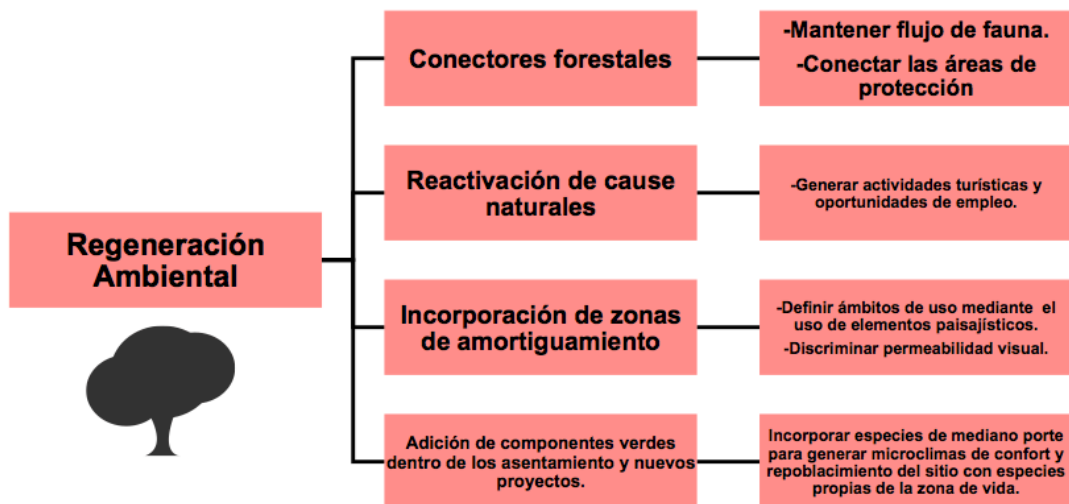 Regeneración
Ambiental
Conectores forestales
-Mantener flujo de fauna.
-Conectar las áreas de
protección
Reactivación de cause
naturales
-Generar actividades turísticas y
oportunidades de empleo.
Incorporación de zonas
de amortiguamiento
-Definir ámbitos de uso mediante el
uso de elementos paisajísticos.
-Discriminar permeabilidad visual.
Adición de componentes verdes
dentro de los asentamiento y nuevos
proyectos.
Incorporar especies de mediano porte
para generar microclimas de confort y
repoblacimiento del sitio con especies
propias de la zona de vida.